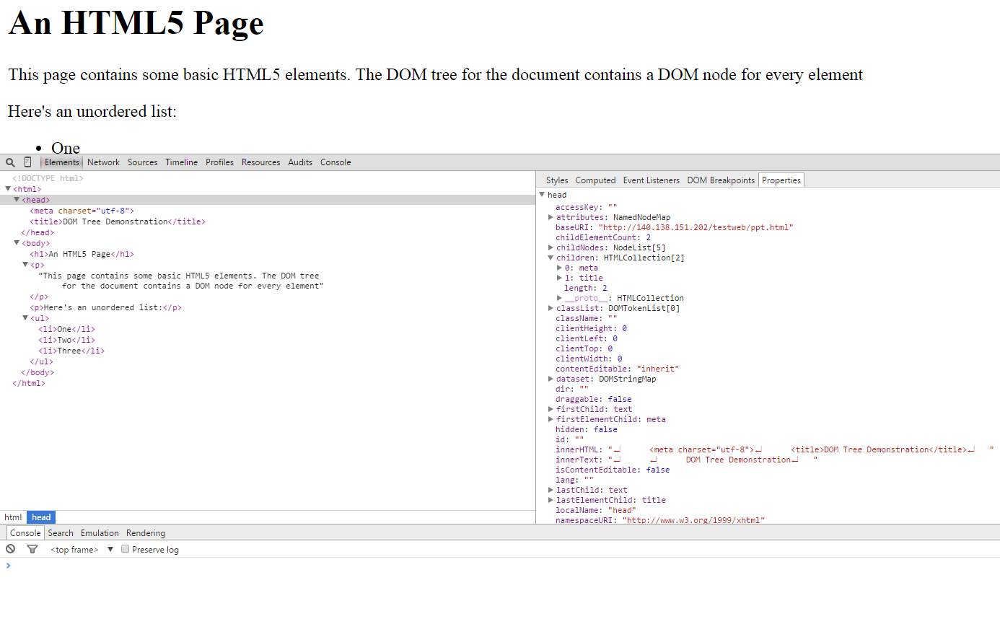 An HTML5 Page
This page contains some basic HTML5 elements. The DOM tree for the document contains a DOM node for every element
Here's an unordered list:
• One
Elements Network Sources Timeline Profiles Resources Audits Console
<!DOCTYPE html>
▼<html>
▼<head>
<meta charset="utf-8">
<title>DOM Tree Demonstration</title>
</head>
▼<body>
<h1>An HTML5 Page</h1>
▼<p>
"This page contains some basic HTML5 elements. The DOM tree
for the document contains a DOM node for every element"
</p>
<p>Here's an unordered list:</p>
▼<ul>
<li>One</li>
<li>Two</li>
<li>Three</li>
</ul>
</body>
</html>
html head
Styles Computed Event Listeners DOM Breakpoints Properties
▼head
accessKey: ""
▶attributes: NamedNodeMap
baseURI: "http://140.138.151.202/testweb/ppt.html"
childElementCount: 2
▶childNodes: NodeList[5]
▼children: HTMLCollection[2]
▶0: meta
▶1: title
length: 2
▶__proto__: HTMLCollection
▶classList: DOMTokenList[0]
className: ""
clientHeight: 0
clientLeft: 0
clientTop: 0
clientWidth: 0
contentEditable: "inherit"
▶dataset: DOMStringMap
dir: ""
draggable: false
▶firstChild: text
▶firstElementChild: meta
hidden: false
id: ""
innerHTML: "↵ <meta charset="utf-8">↵ <title>DOM Tree Demonstration</title>↵ "
innerText: "↵ ↵ DOM Tree Demonstration↵ "
isContentEditable: false
lang: ""
▶lastChild: text
▶lastElementChild: title
localName: "head"
namespaceURI: "http://www.w3.org/1999/xhtml"
Console Search Emulation Rendering
<top frame> ▼ Preserve log
>